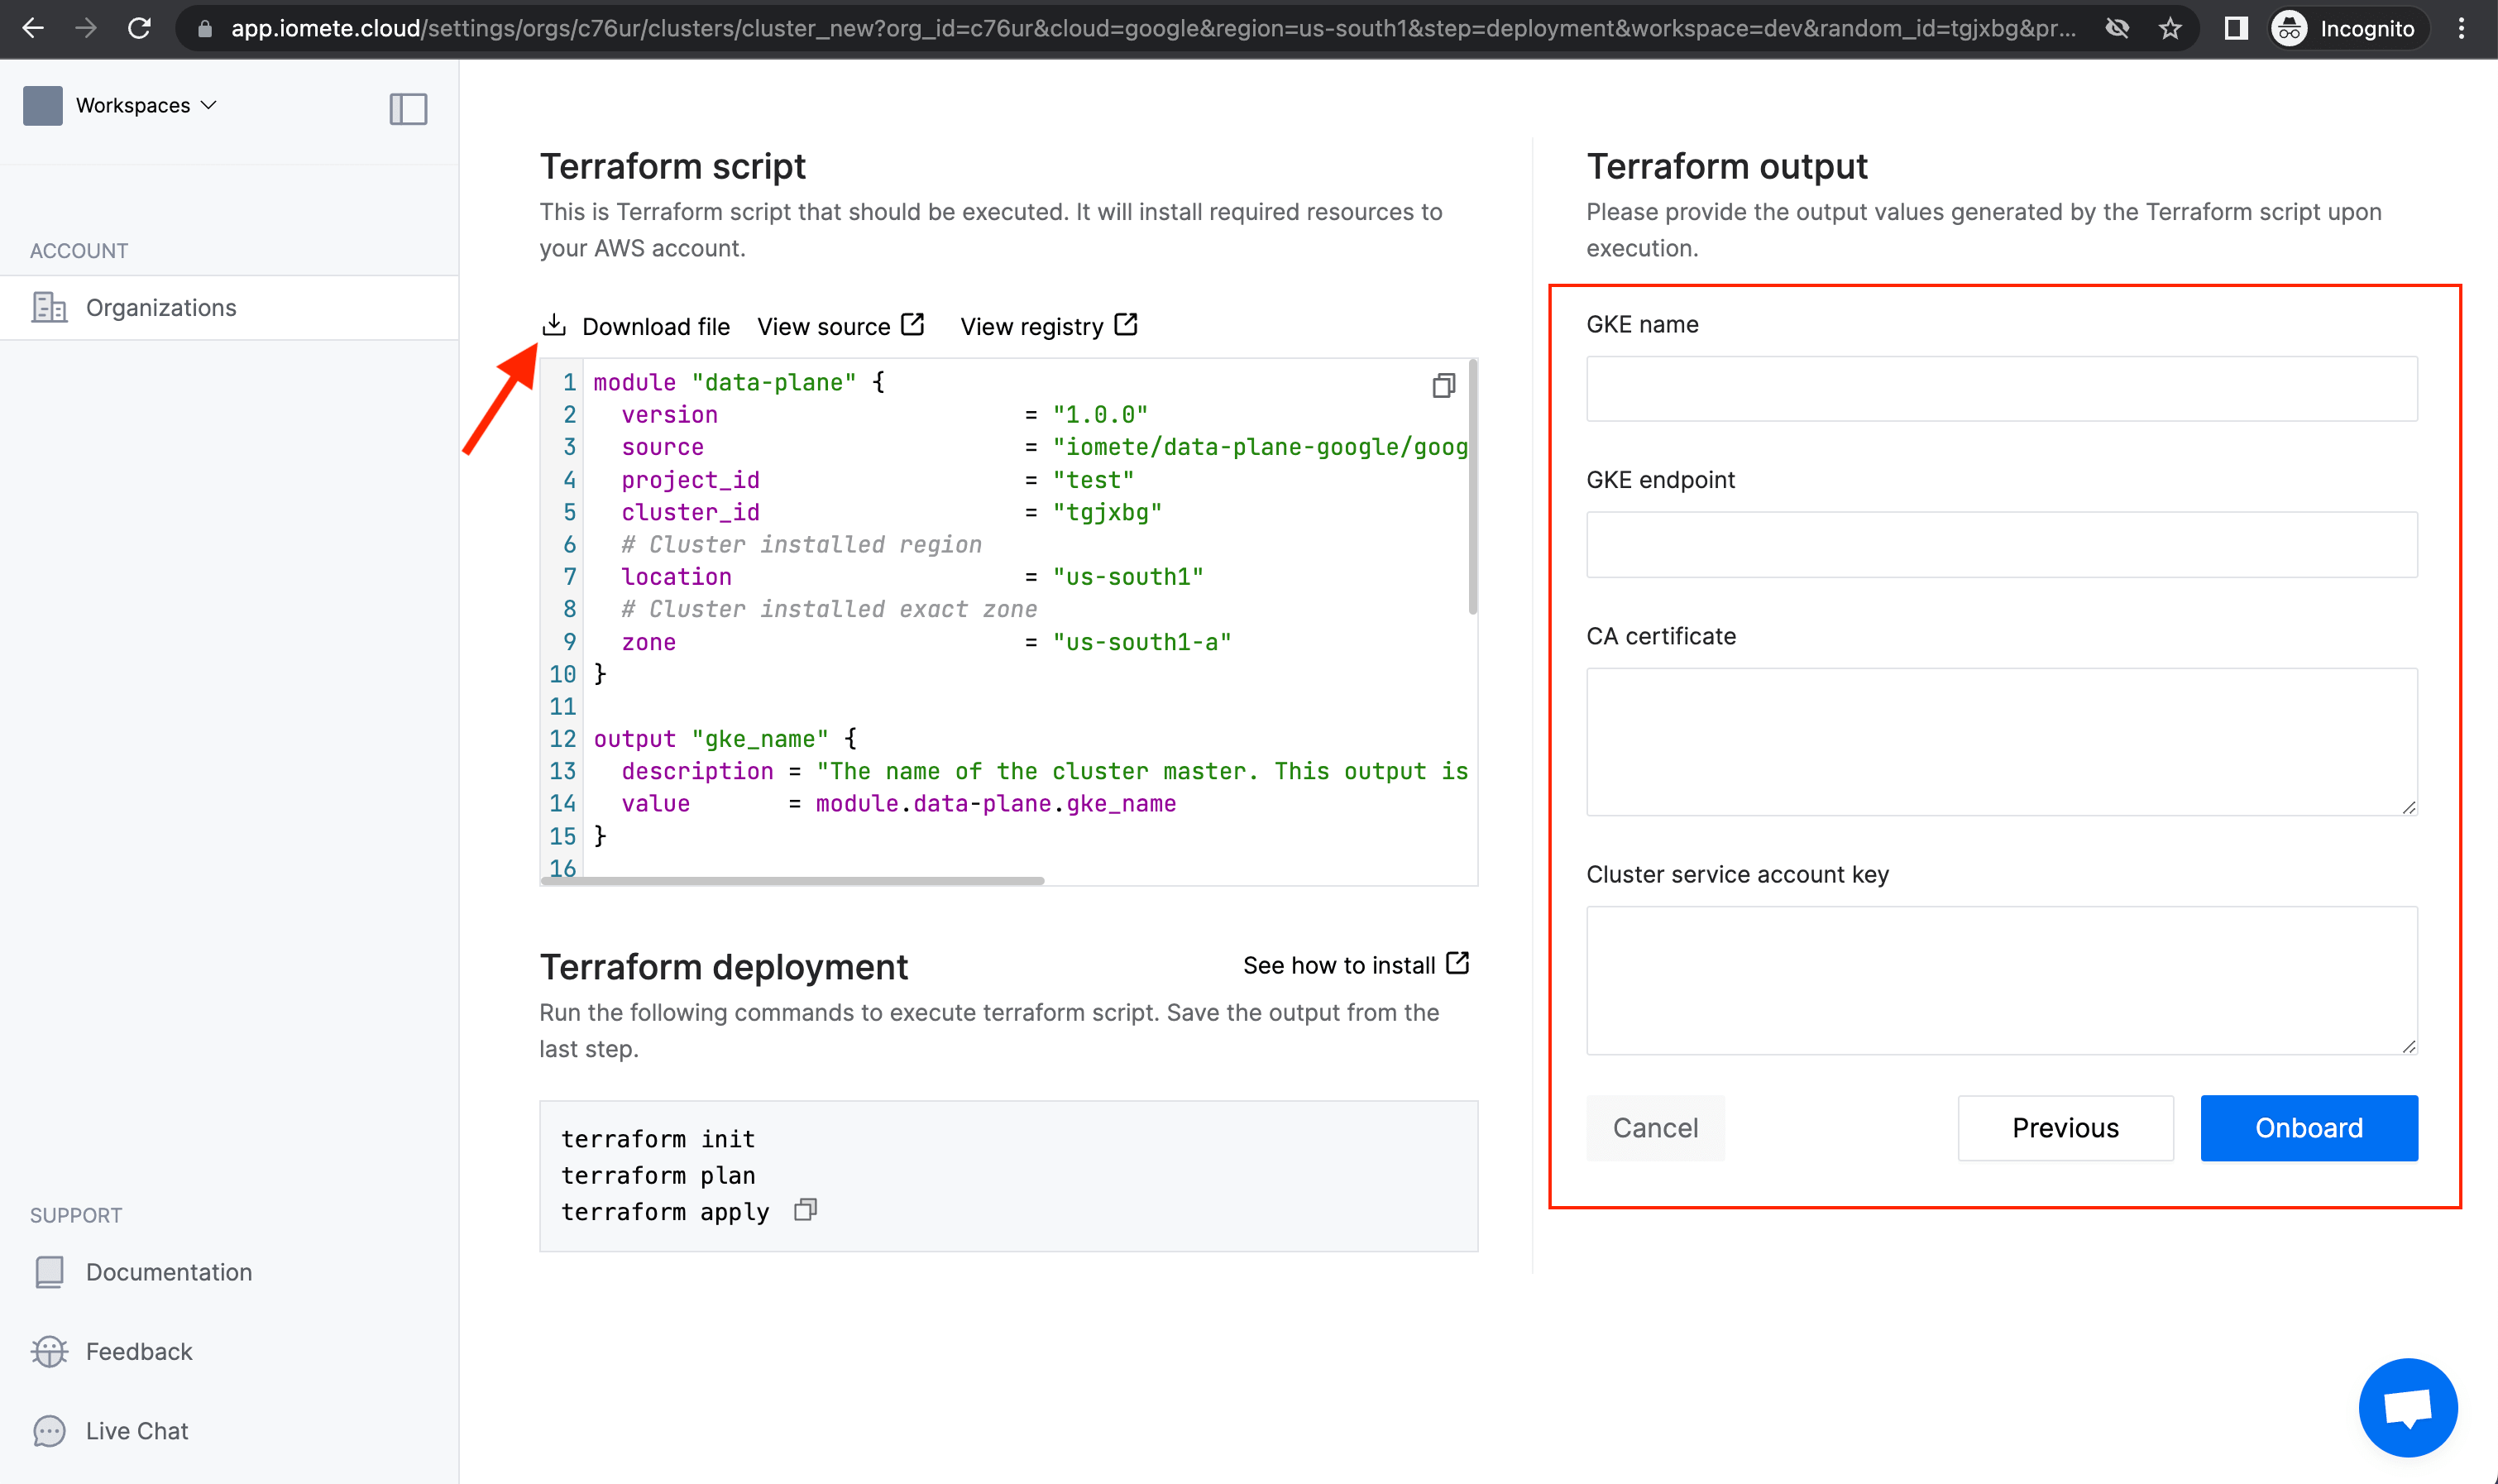 app.iomete.cloud/settings/orgs/c76ur/clusters/cluster_new?org_id=c76ur&cloud=google&region=us-south1&step=deployment&workspace=dev&random_id=tgjxbg&pr...
Incognito
Workspaces
ACCOUNT
Organizations
SUPPORT
Documentation
Feedback
Live Chat
Terraform script
This is Terraform script that should be executed. It will install required resources to
your AWS account.
Download file View source View registry
1 module "data-plane" {
2 version = "1.0.0"
3 source = "iomete/data-plane-google/goog
4 project_id = "test"
5 cluster_id = "tgjxbg"
6 # Cluster installed region
7 location = "us-south1"
8 # Cluster installed exact zone
9 zone = "us-south1-a"
10 }
11
12 output "gke_name" {
13 description = "The name of the cluster master. This output is
14 value = module.data-plane.gke_name
15 }
16
Terraform deployment
See how to install
Run the following commands to execute terraform script. Save the output from the
last step.
terraform init
terraform plan
terraform apply
Terraform output
Please provide the output values generated by the Terraform script upon
execution.
GKE name
GKE endpoint
CA certificate
Cluster service account key
Cancel
Previous
Onboard